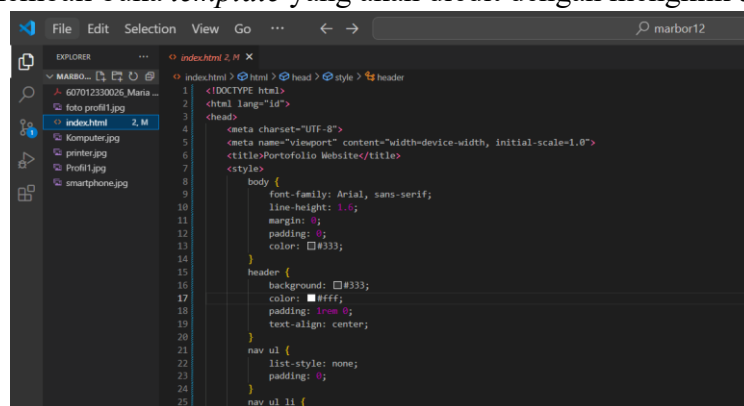 buka template yang akan diedit dengan
File Edit Selection View Go ··· ← → marbor12
EXPLORER ··· index.html 2, M ×
MARBO...
index.html > html > head > style > header
607012330026_Maria ...
foto profil1.jpg
index.html 2, M
Komputer.jpg
printer.jpg
Profil1.jpg
smartphone.jpg
1 <!DOCTYPE html>
2 <html lang="id">
3 <head>
4 <meta charset="UTF-8">
5 <meta name="viewport" content="width=device-width, initial-scale=1.0">
6 <title>Portofolio Website</title>
7 <style>
8 body {
9 font-family: Arial, sans-serif;
10 line-height: 1.6;
11 margin: 0;
12 padding: 0;
13 color: #333;
14 }
15 header {
16 background: #333;
17 color: #fff;
18 padding: 1rem 0;
19 text-align: center;
20 }
21 nav ul {
22 list-style: none;
23 padding: 0;
24 }
25 nav ul li {